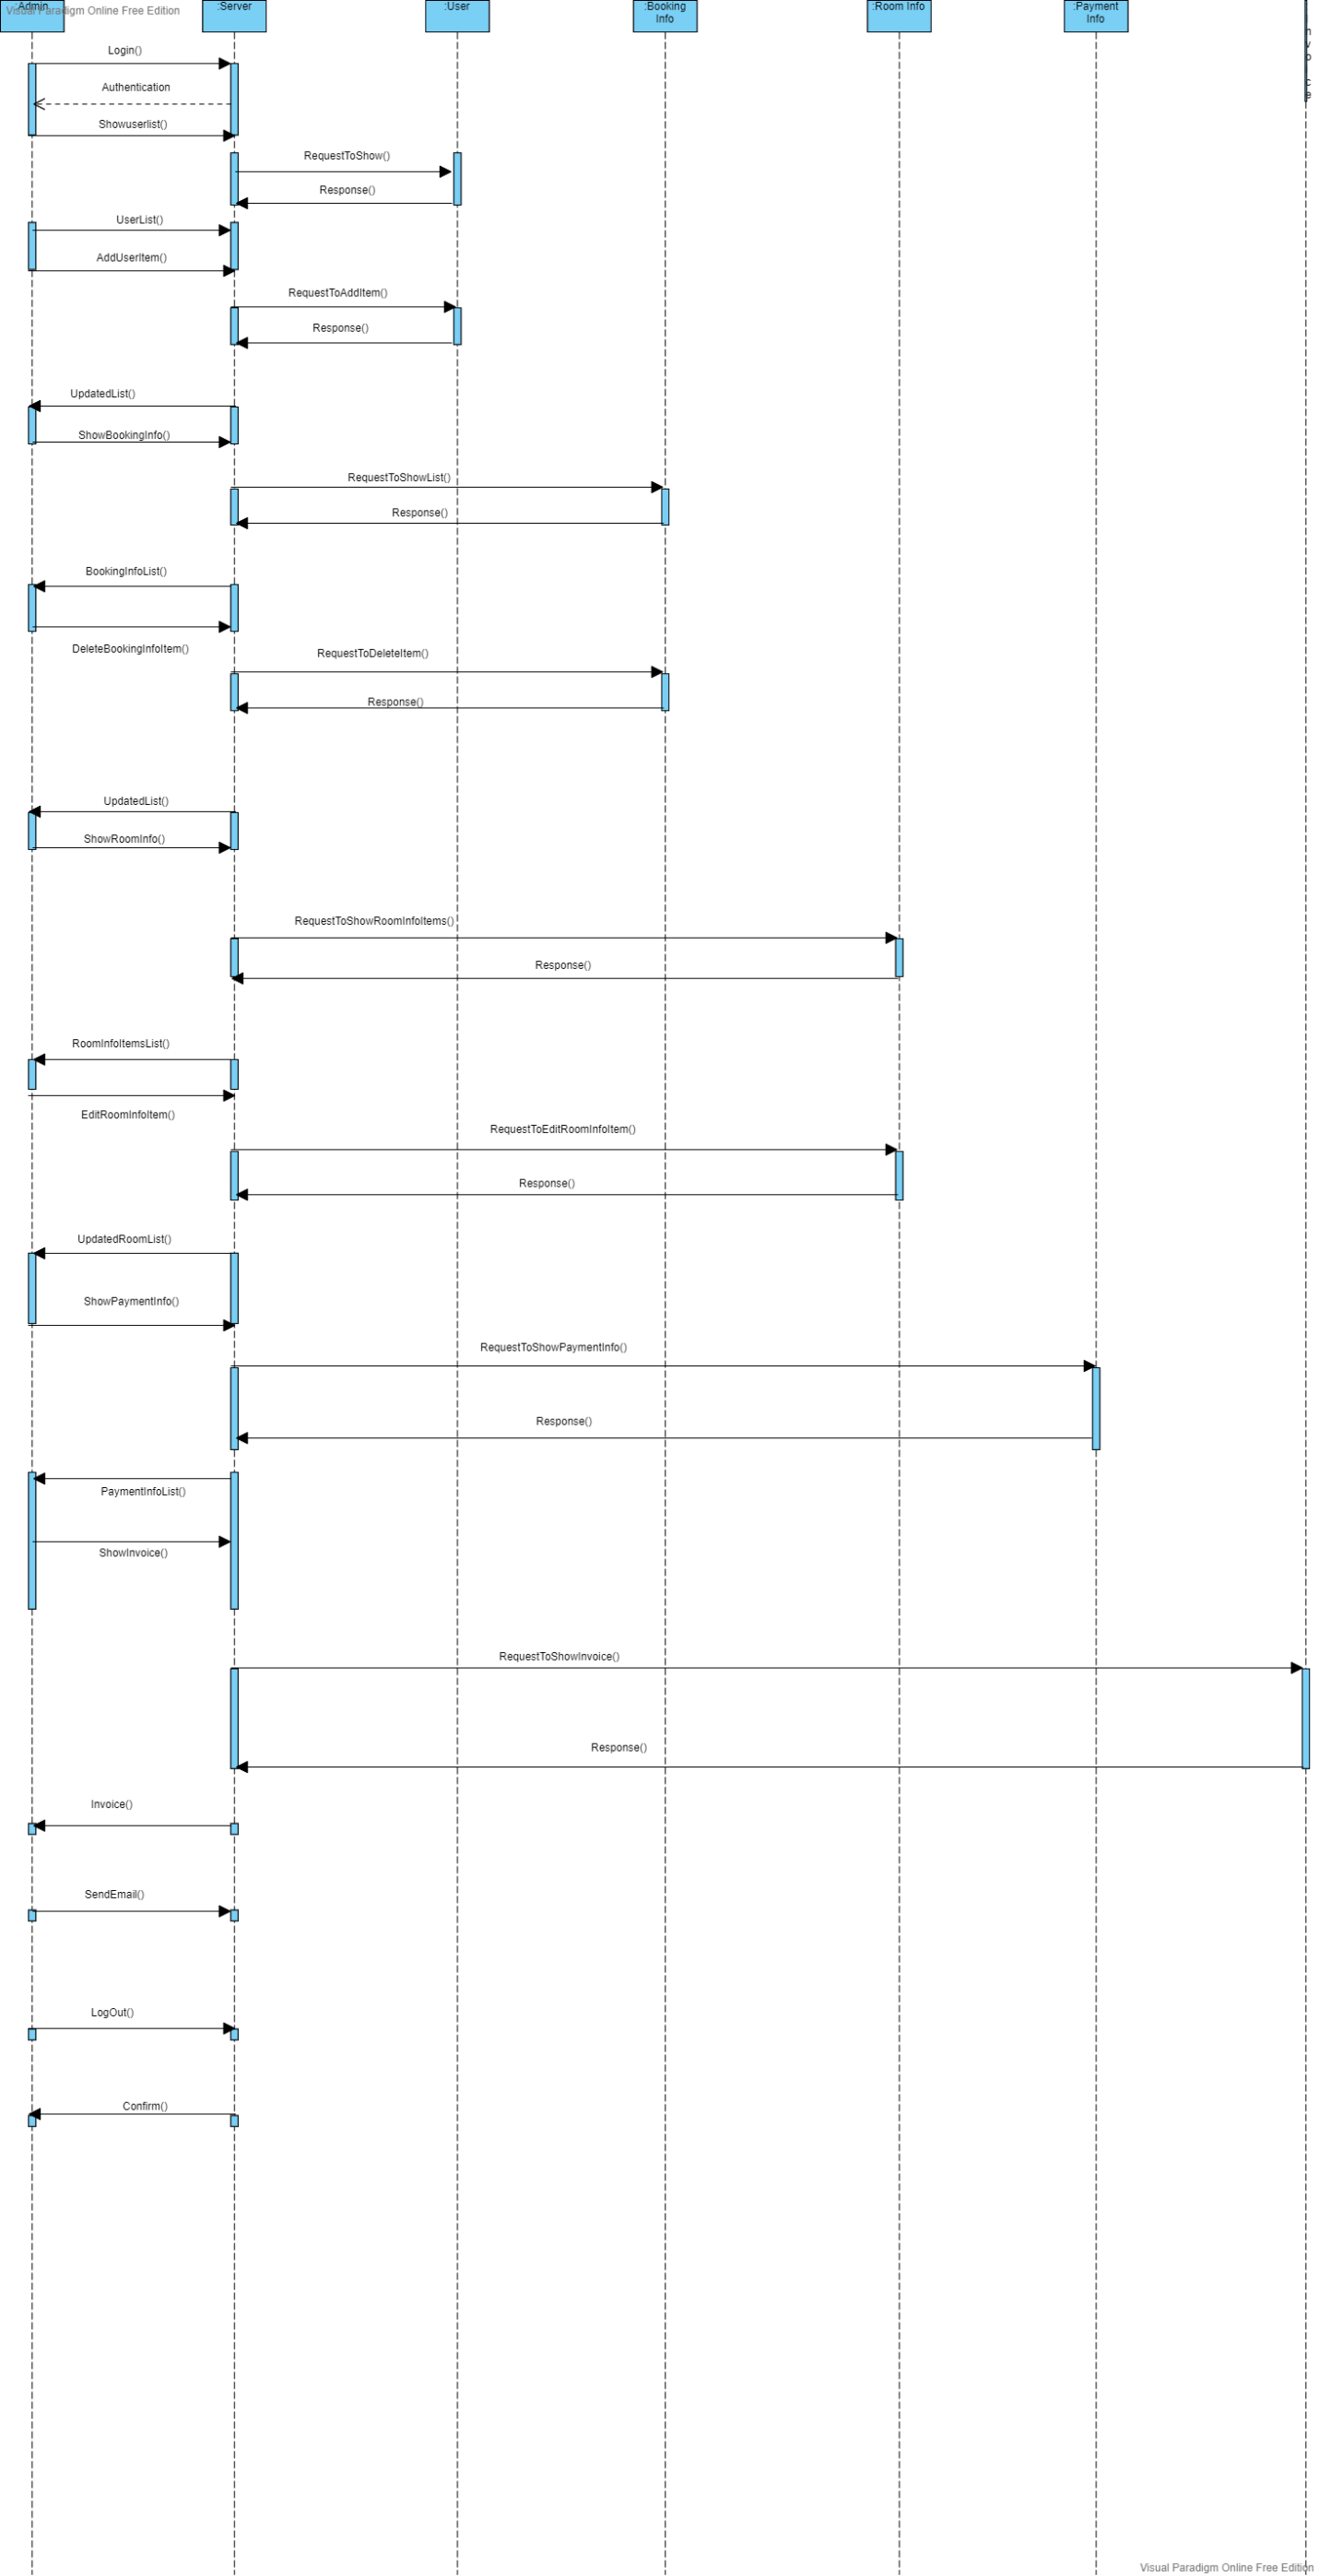 :Admin
Visual Paradigm Online Free Edition
:Server
:User
:Booking
Info
:Room Info
:Payment
Info
Login()
Authentication
Showuserlist()
RequestToShow()
Response()
UserList()
AddUserItem()
RequestToAddItem()
Response()
UpdatedList()
ShowBookingInfo()
RequestToShowList()
Response()
BookingInfoList()
DeleteBookingInfoItem()
RequestToDeleteItem()
Response()
UpdatedList()
ShowRoomInfo()
RequestToShowRoomInfoItems()
Response()
RoomInfoItemsList()
EditRoomInfoItem()
RequestToEditRoomInfoItem()
Response()
UpdatedRoomList()
ShowPaymentInfo()
RequestToShowPaymentInfo()
Response()
PaymentInfoList()
ShowInvoice()
RequestToShowInvoice()
Response()
Invoice()
SendEmail()
LogOut()
Confirm()
Visual Paradigm Online Free Edition